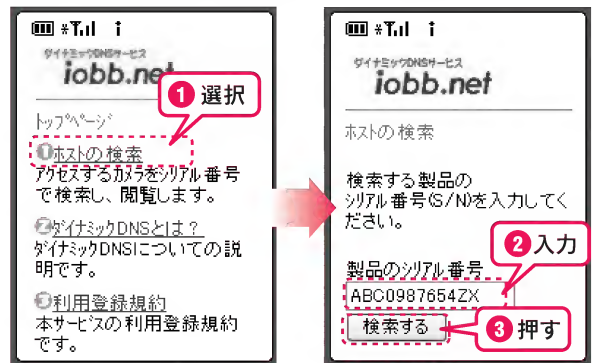 ダイナミックDNSサービス
iobb.net
1 選択
トップページ
1ホストの検索
アクセスするカメラをシリアル番号
で検索し、閲覧します。
2ダイナミックDNSとは？
ダイナミックDNSについての説
明です。
3利用登録規約
本サービスの利用登録規約
です。
ダイナミックDNSサービス
iobb.net
ホストの検索
検索する製品の
シリアル番号(S/N)を入力してく
ださい。
2 入力
製品のシリアル番号
ABC0987654ZX
検索する
3 押す